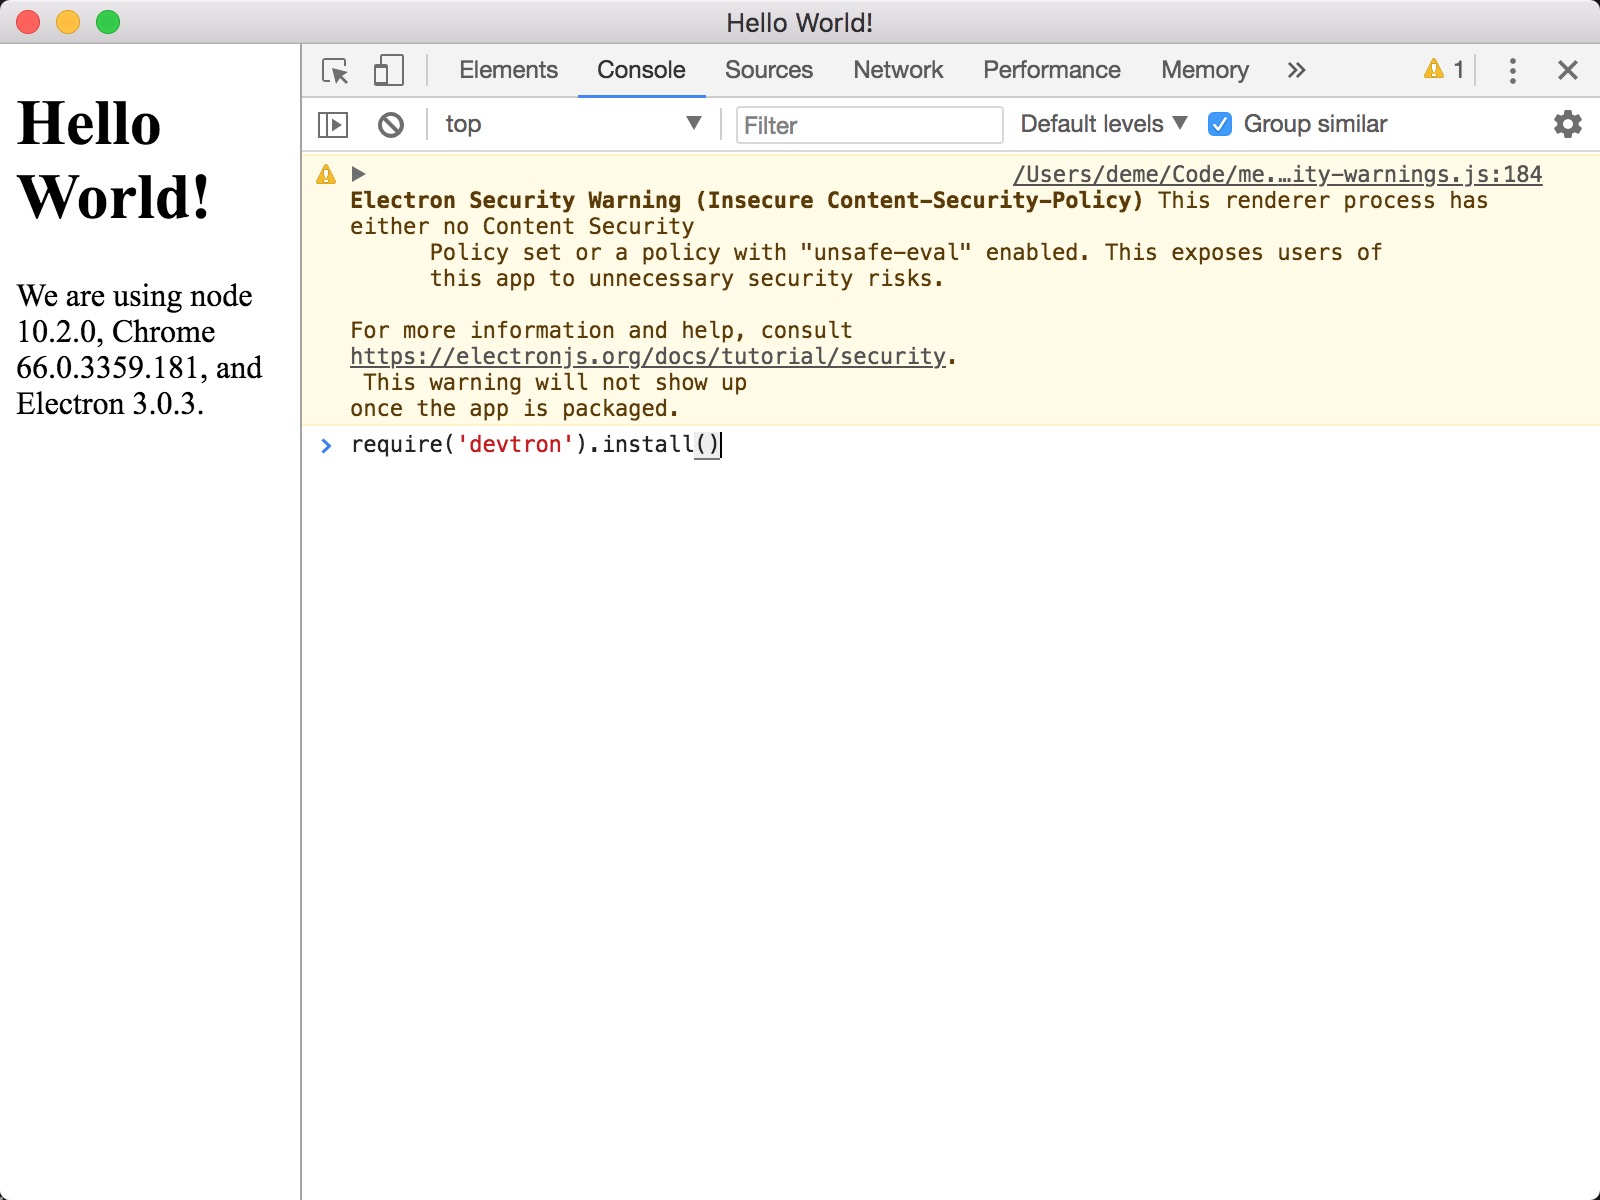 Hello World!
Elements Console Sources Network Performance Memory » 1
top Filter Default levels Group similar
Hello
World!
We are using node
10.2.0, Chrome
66.0.3359.181, and
Electron 3.0.3.
/Users/deme/Code/me.…ity-warnings.js:184
Electron Security Warning (Insecure Content-Security-Policy) This renderer process has
either no Content Security
Policy set or a policy with "unsafe-eval" enabled. This exposes users of
this app to unnecessary security risks.
For more information and help, consult
https://electronjs.org/docs/tutorial/security.
This warning will not show up
once the app is packaged.
> require('devtron').install()